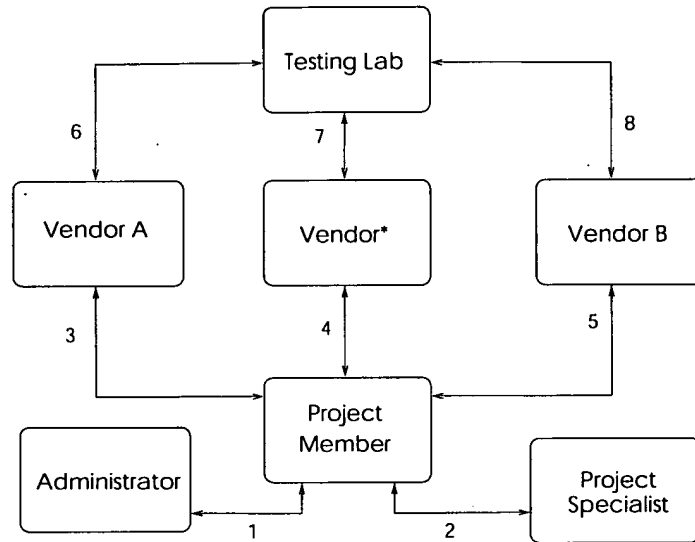 Testing Lab
6
7
8
Vendor A
Vendor*
Vendor B
3
4
5
Project
Member
Administrator
Project
Specialist
1
2